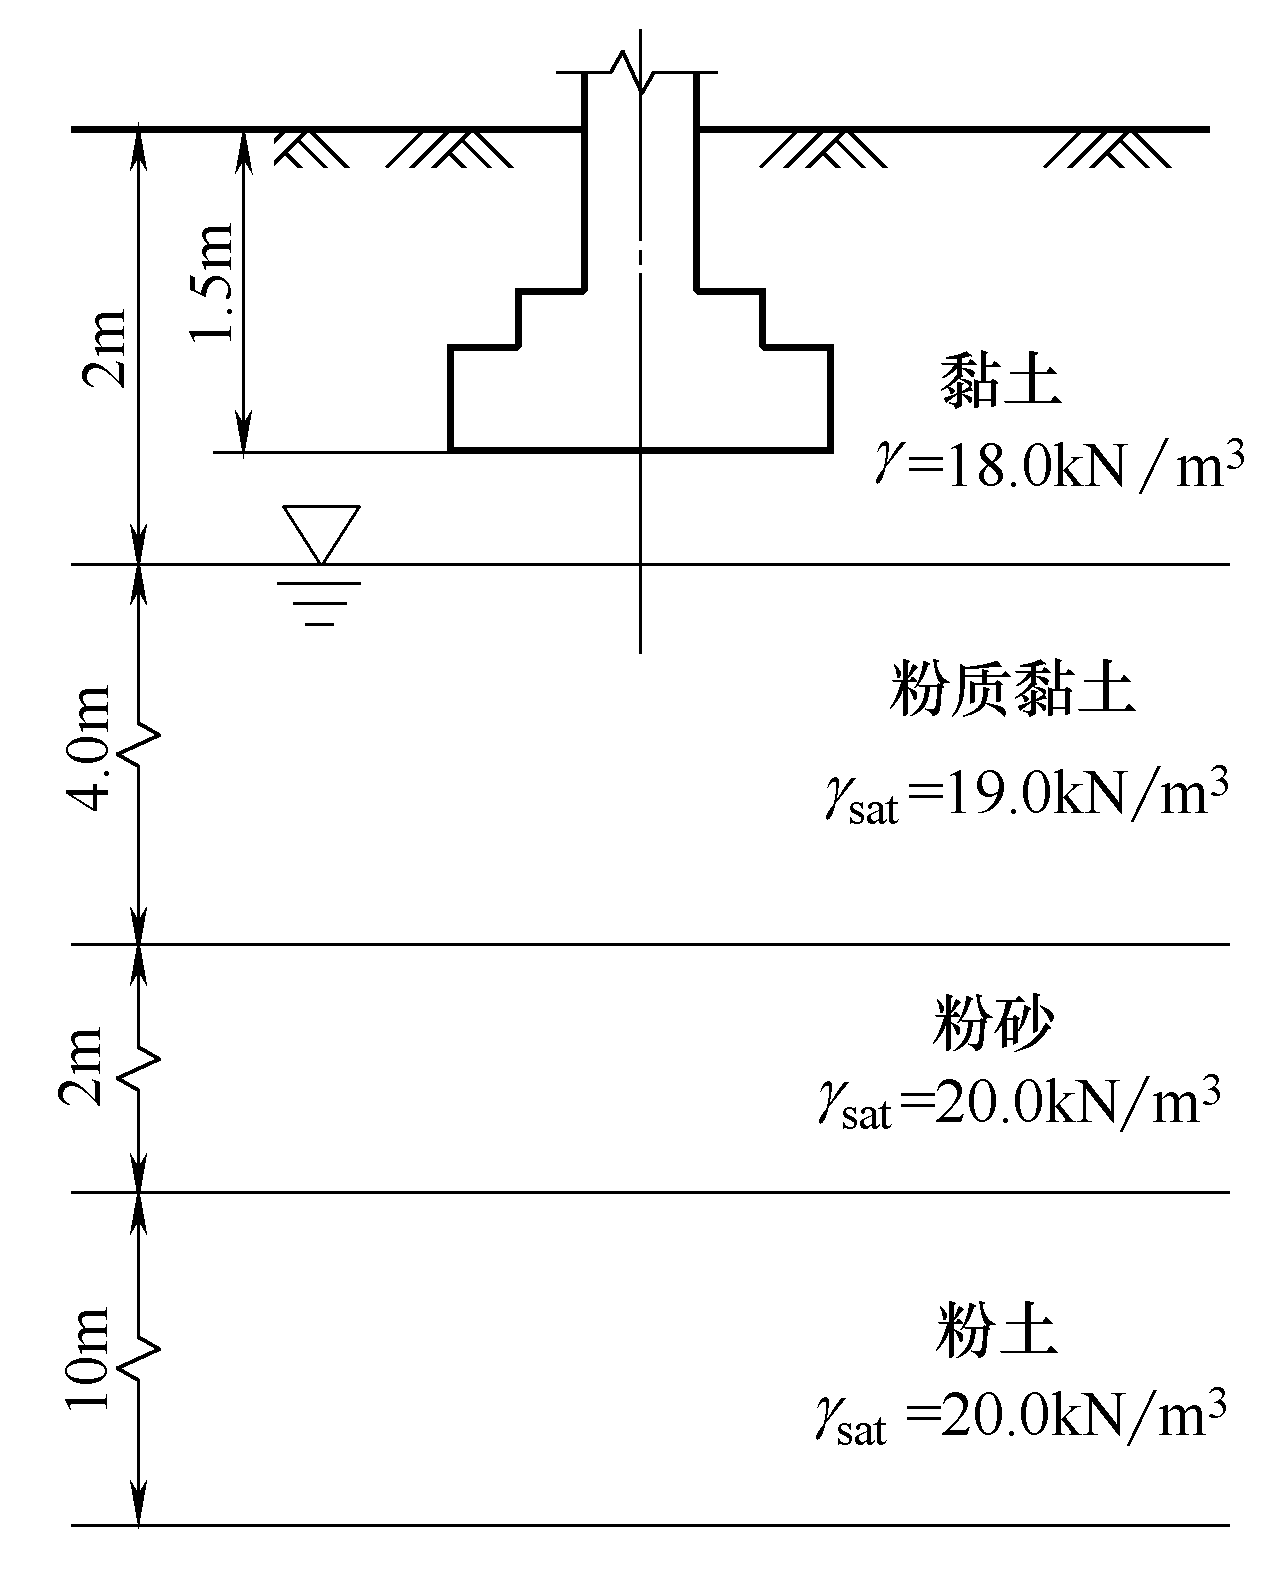 2m
1.5m
黏土
γ=18.0kN/m³
4.0m
粉质黏土
γsat=19.0kN/m³
2m
粉砂
γsat=20.0kN/m³
10m
粉土
γsat=20.0kN/m³